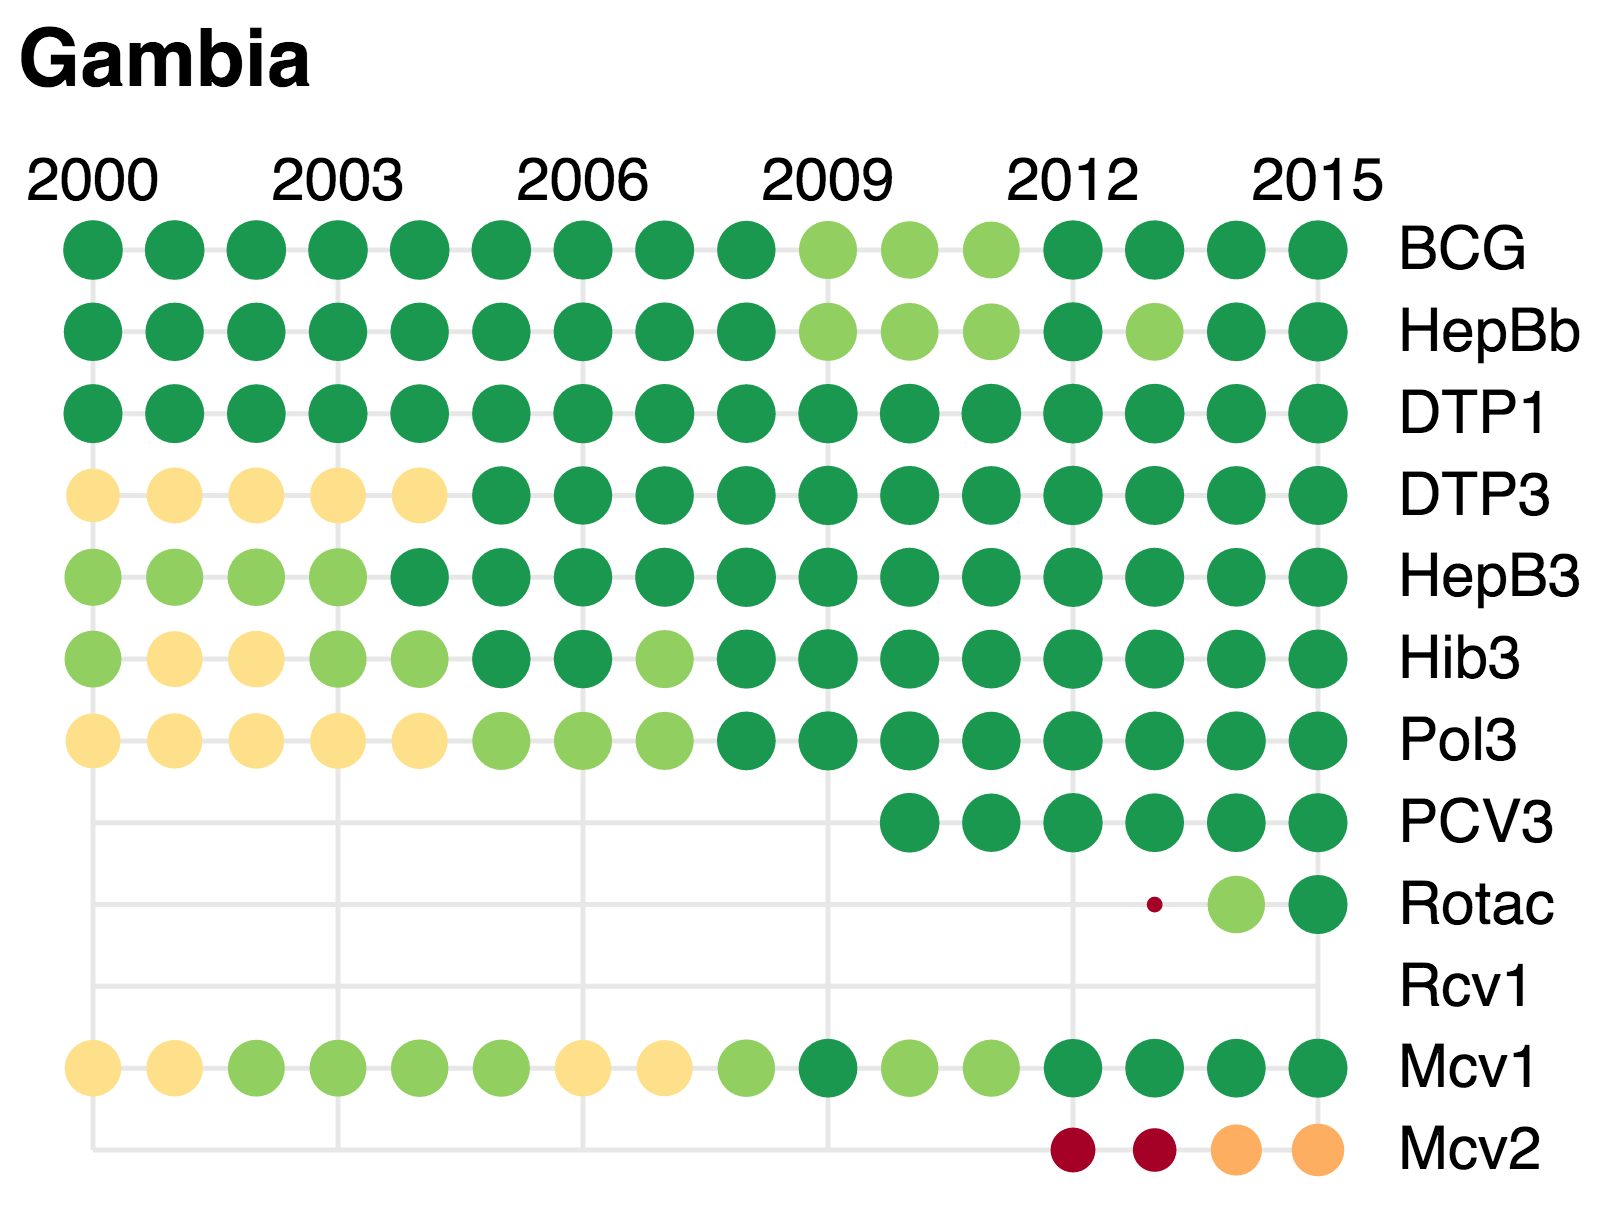 Gambia
2000 2003 2006 2009 2012 2015
BCG
HepBb
DTP1
DTP3
HepB3
Hib3
Pol3
PCV3
Rotac
Rcv1
Mcv1
Mcv2